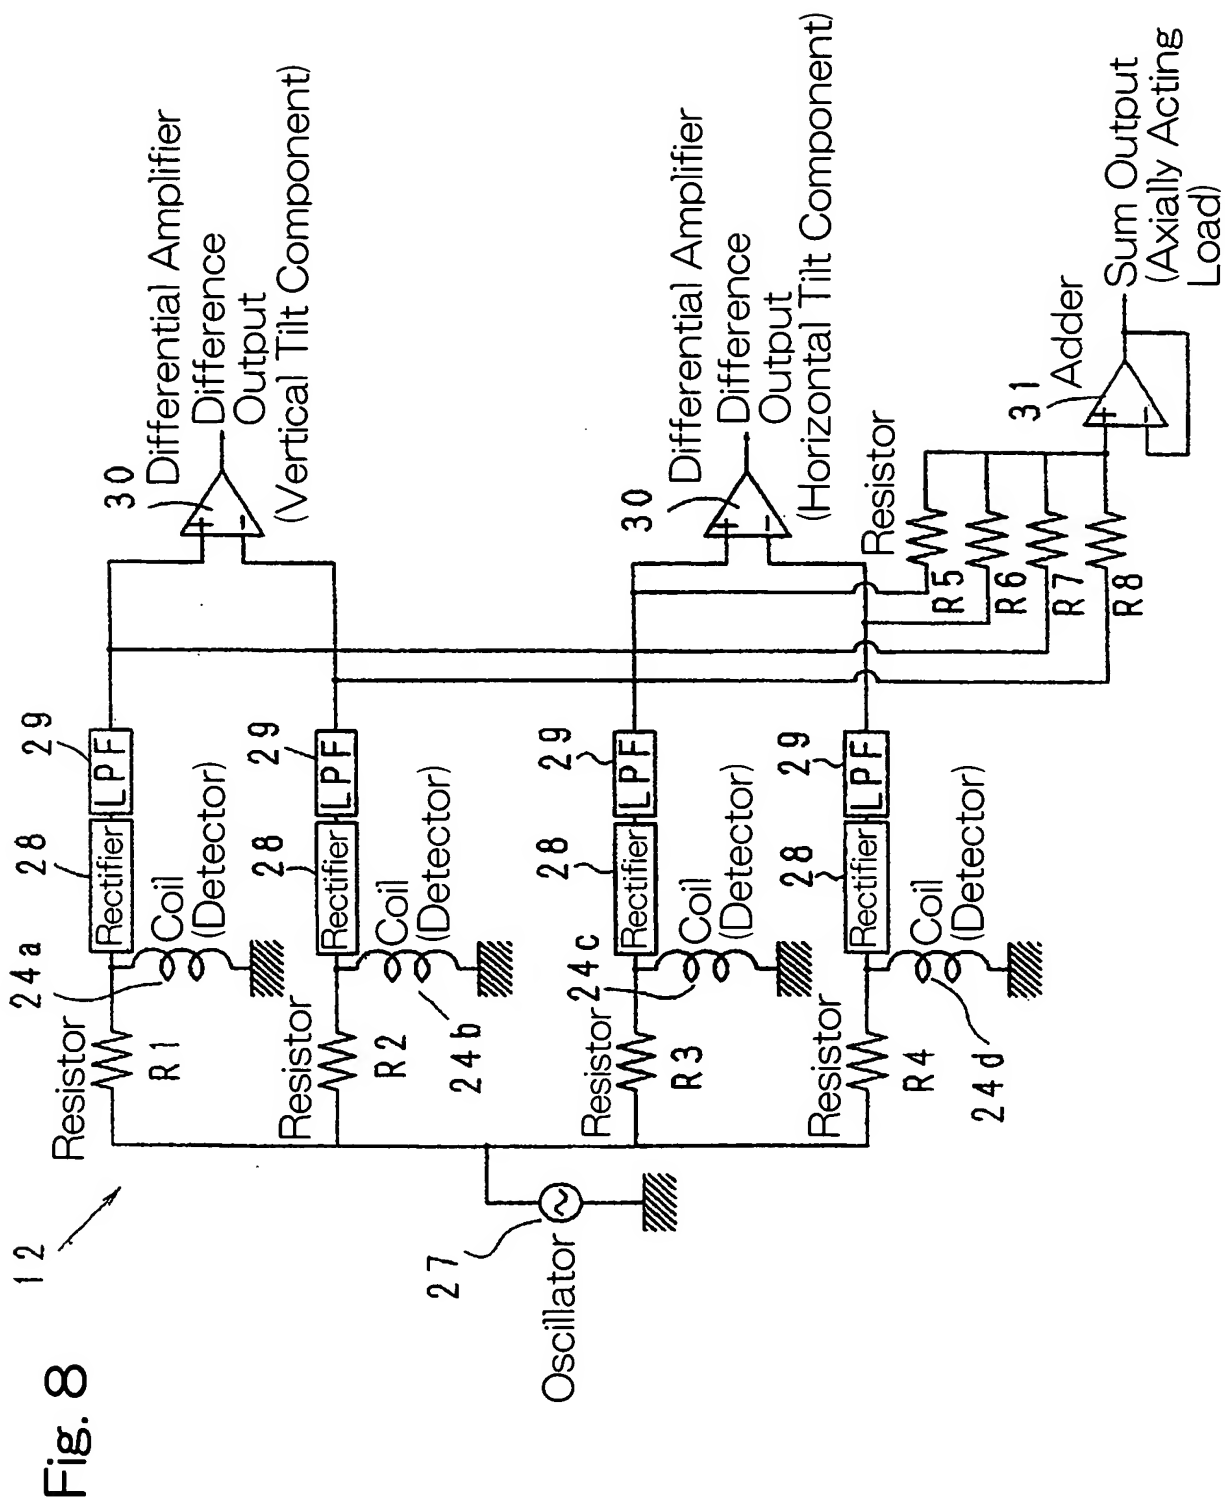 Fig. 8
12
Oscillator
27
Resistor
R1
24a
Coil
(Detector)
28
Rectifier
29
LPF
30
+
−
Differential Amplifier
Difference
Output
(Vertical Tilt Component)
Resistor
R2
24b
Coil
(Detector)
28
Rectifier
29
LPF
Resistor
R3
24c
Coil
(Detector)
28
Rectifier
29
LPF
30
+
−
Differential Amplifier
Difference
Output
(Horizontal Tilt Component)
Resistor
R4
24d
Coil
(Detector)
28
Rectifier
29
LPF
Resistor
R5
R6
R7
R8
31
Adder
+
−
Sum Output
(Axially Acting
Load)